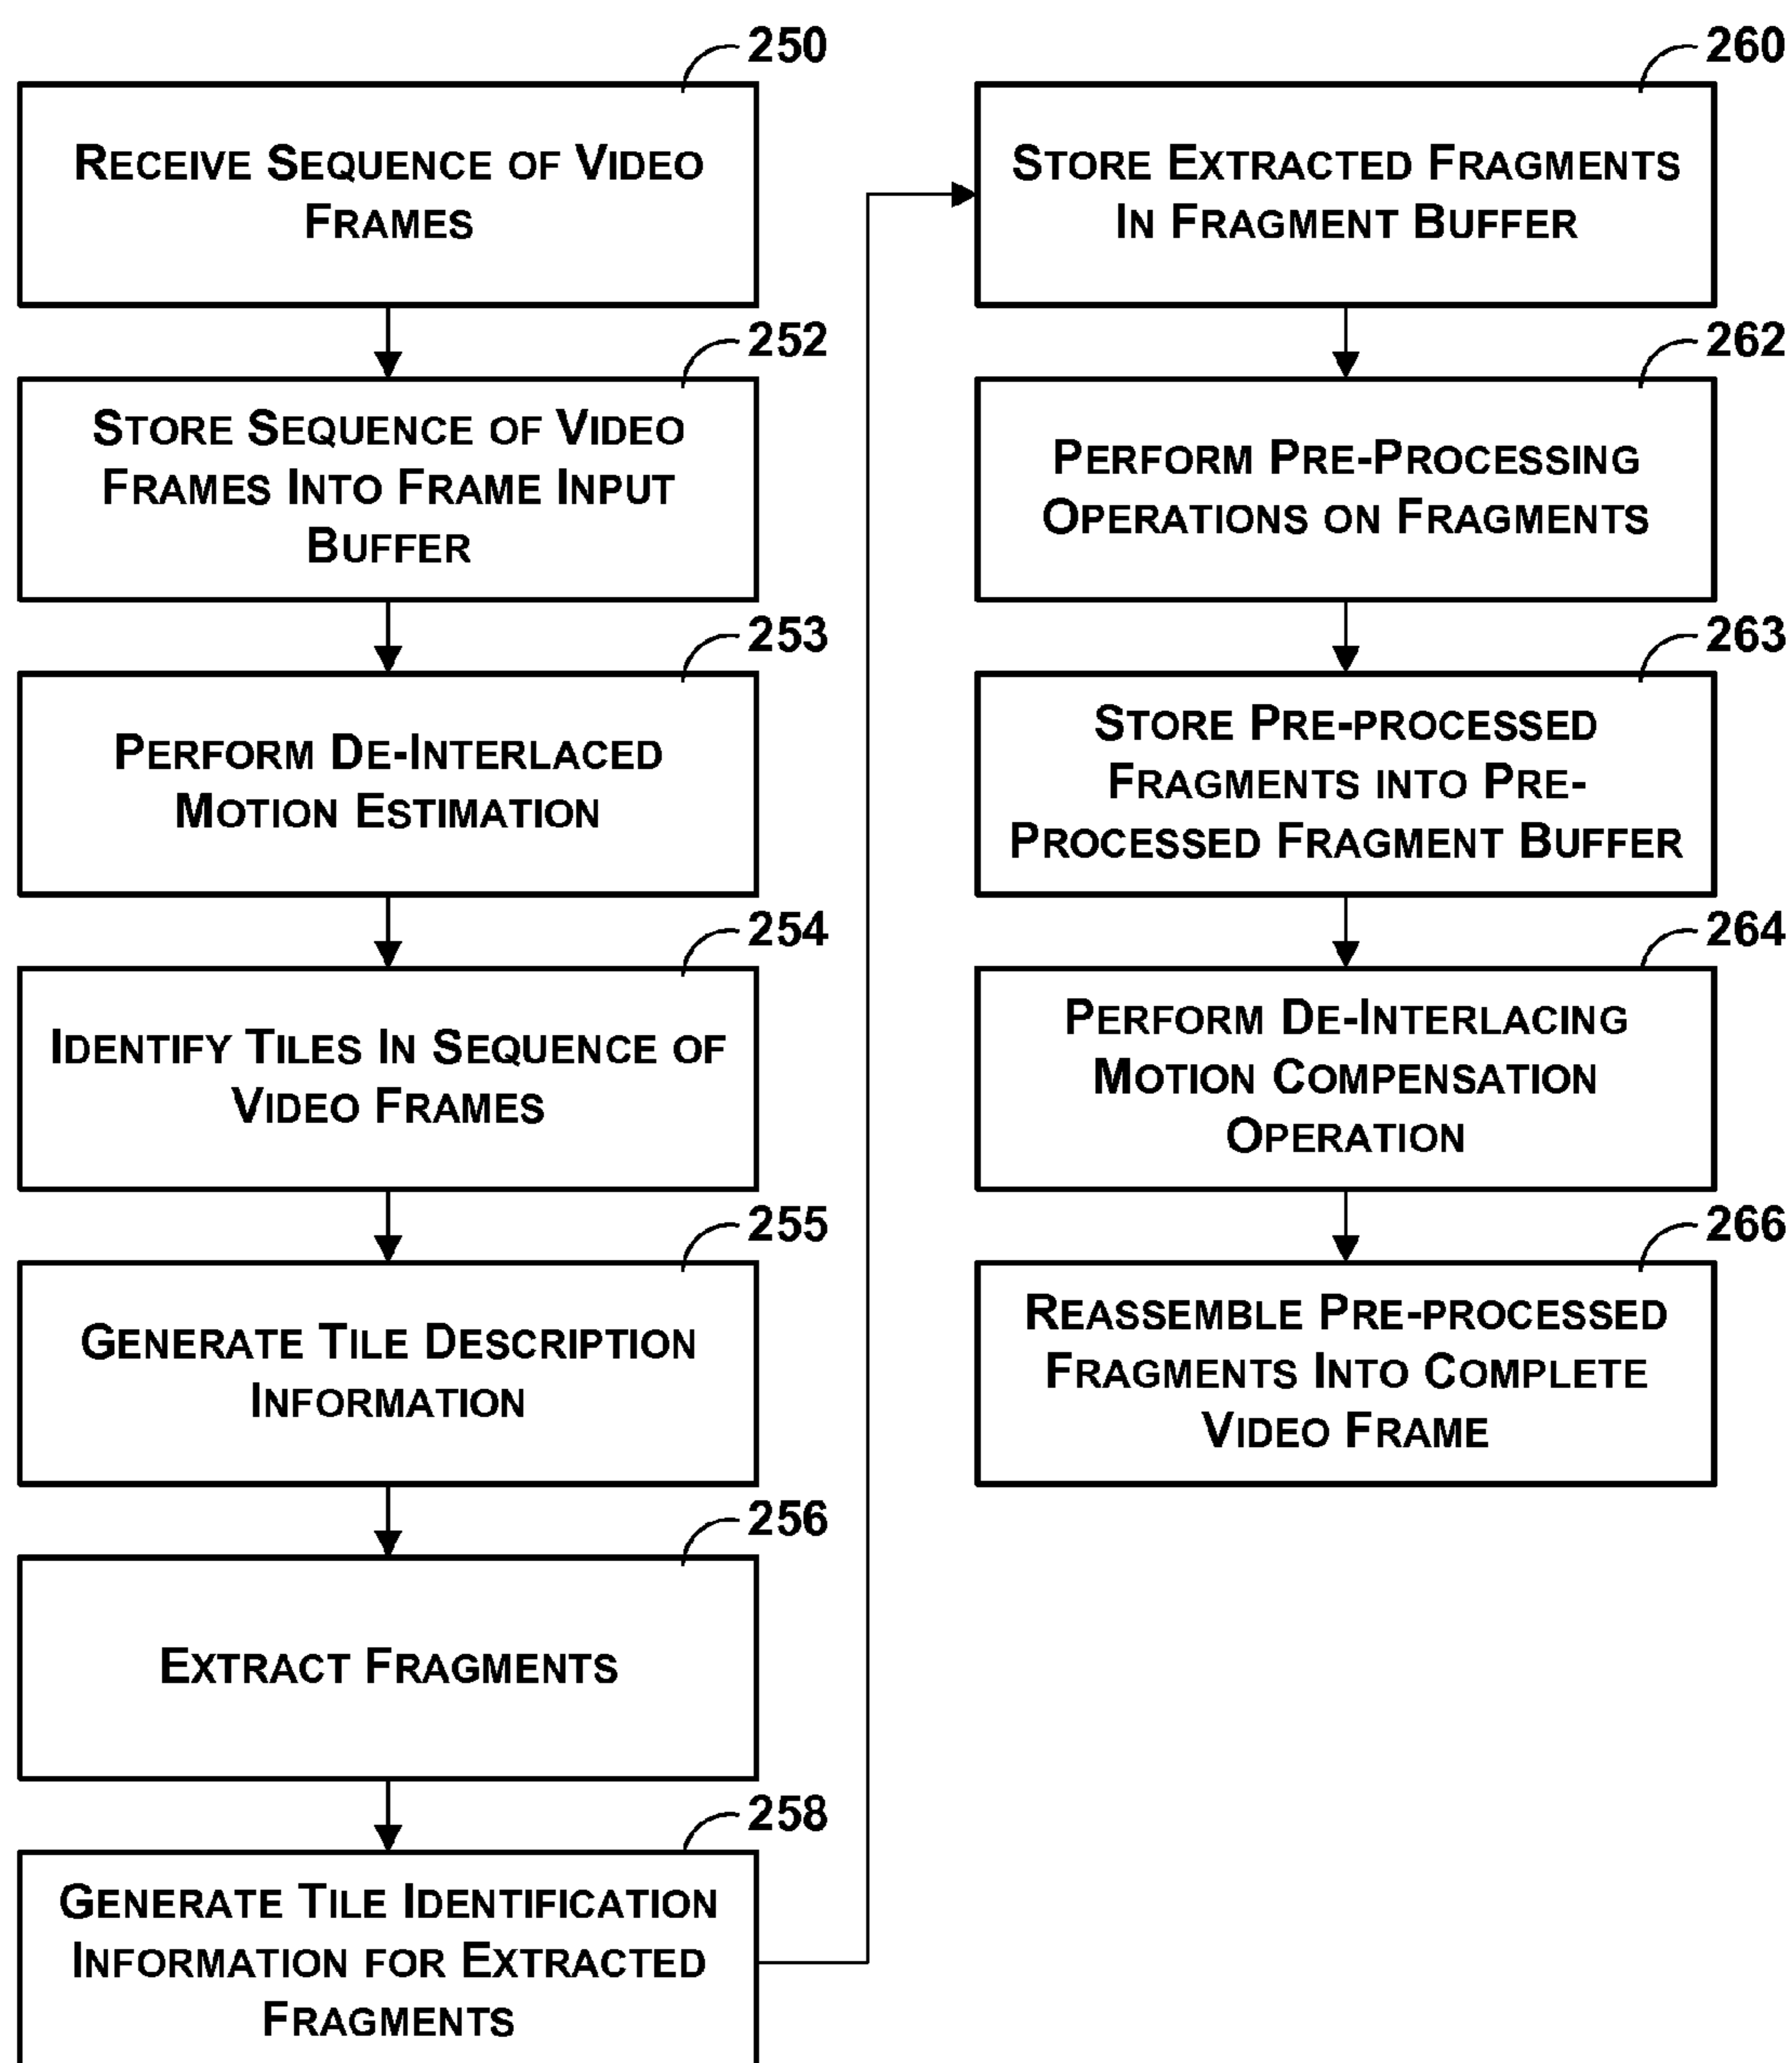 250
RECEIVE SEQUENCE OF VIDEO
FRAMES
252
STORE SEQUENCE OF VIDEO
FRAMES INTO FRAME INPUT
BUFFER
253
PERFORM DE-INTERLACED
MOTION ESTIMATION
254
IDENTIFY TILES IN SEQUENCE OF
VIDEO FRAMES
255
GENERATE TILE DESCRIPTION
INFORMATION
256
EXTRACT FRAGMENTS
258
GENERATE TILE IDENTIFICATION
INFORMATION FOR EXTRACTED
FRAGMENTS
260
STORE EXTRACTED FRAGMENTS
IN FRAGMENT BUFFER
262
PERFORM PRE-PROCESSING
OPERATIONS ON FRAGMENTS
263
STORE PRE-PROCESSED
FRAGMENTS INTO PRE-
PROCESSED FRAGMENT BUFFER
264
PERFORM DE-INTERLACING
MOTION COMPENSATION
OPERATION
266
REASSEMBLE PRE-PROCESSED
FRAGMENTS INTO COMPLETE
VIDEO FRAME